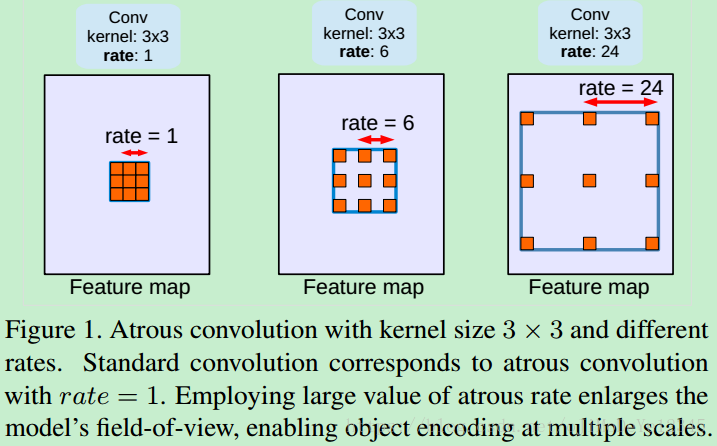 Conv
kernel: 3x3
rate: 1
Conv
kernel: 3x3
rate: 6
Conv
kernel: 3x3
rate: 24
rate = 1
rate = 6
rate = 24
Feature map
Feature map
Feature map
Figure 1. Atrous convolution with kernel size 3 × 3 and different
rates. Standard convolution corresponds to atrous convolution
with rate = 1. Employing large value of atrous rate enlarges the
model's field-of-view, enabling object encoding at multiple scales.